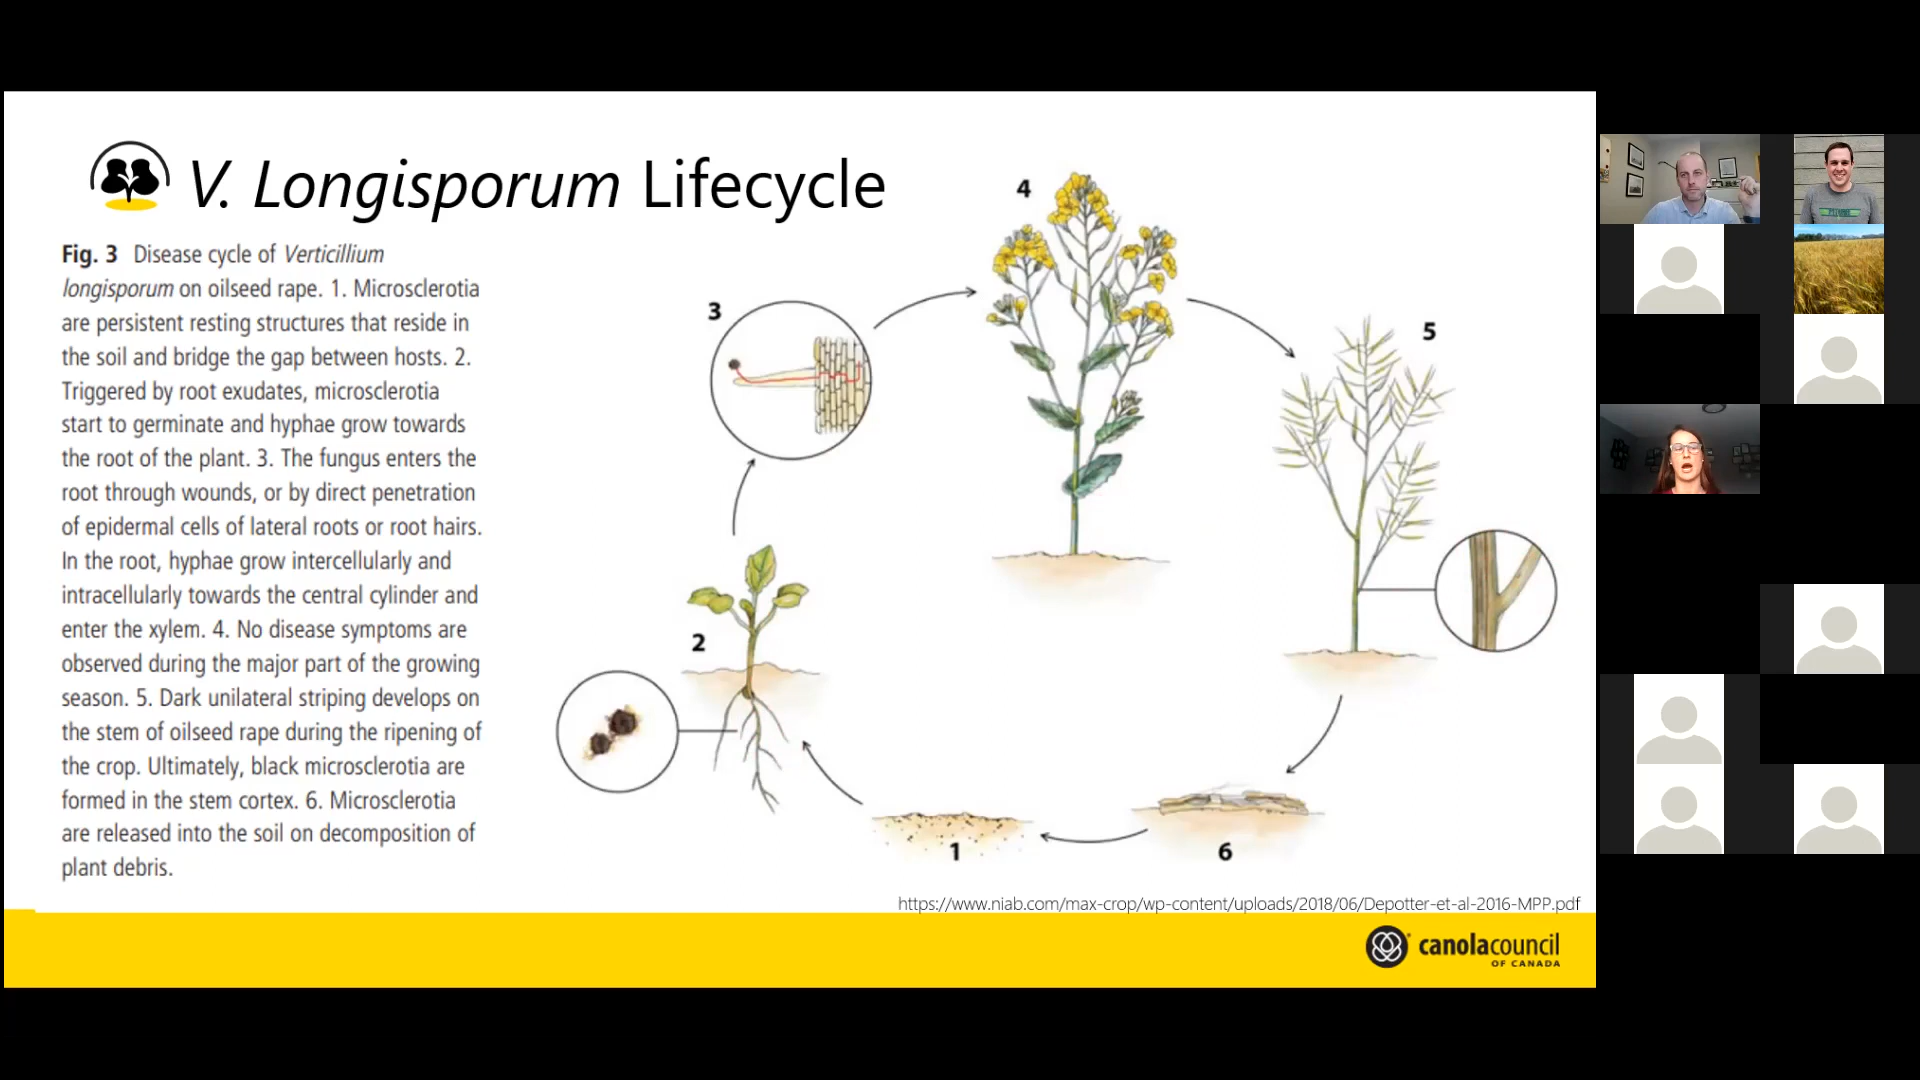 V. Longisporum Lifecycle
Fig. 3 Disease cycle of Verticillium
longisporum on oilseed rape. 1. Microsclerotia
are persistent resting structures that reside in
the soil and bridge the gap between hosts. 2.
Triggered by root exudates, microsclerotia
start to germinate and hyphae grow towards
the root of the plant. 3. The fungus enters the
root through wounds, or by direct penetration
of epidermal cells of lateral roots or root hairs.
In the root, hyphae grow intercellularly and
intracellularly towards the central cylinder and
enter the xylem. 4. No disease symptoms are
observed during the major part of the growing
season. 5. Dark unilateral striping develops on
the stem of oilseed rape during the ripening of
the crop. Ultimately, black microsclerotia are
formed in the stem cortex. 6. Microsclerotia
are released into the soil on decomposition of
plant debris.
4
3
5
2
1
6
https://www.niab.com/max-crop/wp-content/uploads/2018/06/Depotter-et-al-2016-MPP.pdf
canolacouncil
OF CANADA